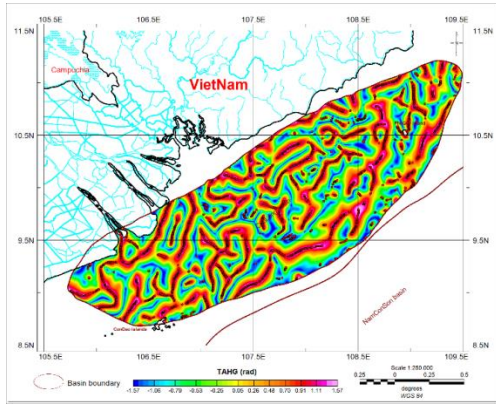 105.5E 106.5E 107.5E 108.5E 109.5E
11.5N 11.5N
Campochia
VietNam
10.5N 10.5N
9.5N 9.5N
NamConSon basin
ConDao islands
8.5N 8.5N
105.5E 106.5E 107.5E 108.5E 109.5E
TAHG (rad)
Basin boundary
-1.57 -1.06 -0.79 -0.53 -0.25 0.05 0.26 0.48 0.70 0.91 1.11 1.57
Scale 1:280.000
0.25 0 0.25 0.5
degrees
WGS 84